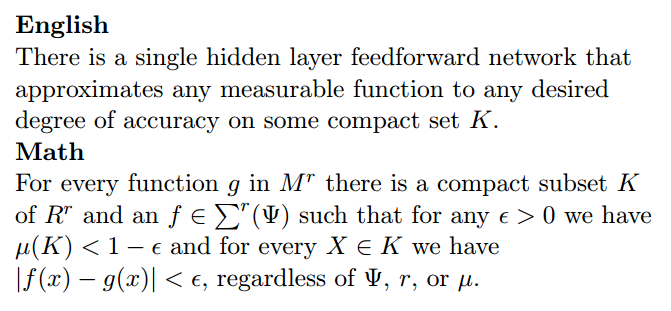 English
There is a single hidden layer feedforward network that
approximates any measurable function to any desired
degree of accuracy on some compact set K.
Math
For every function g in Mʳ there is a compact subset K
of Rʳ and an f ∈ ∑ʳ(Ψ) such that for any ϵ > 0 we have
μ(K) < 1 − ϵ and for every X ∈ K we have
|f(x) − g(x)| < ϵ, regardless of Ψ, r, or μ.